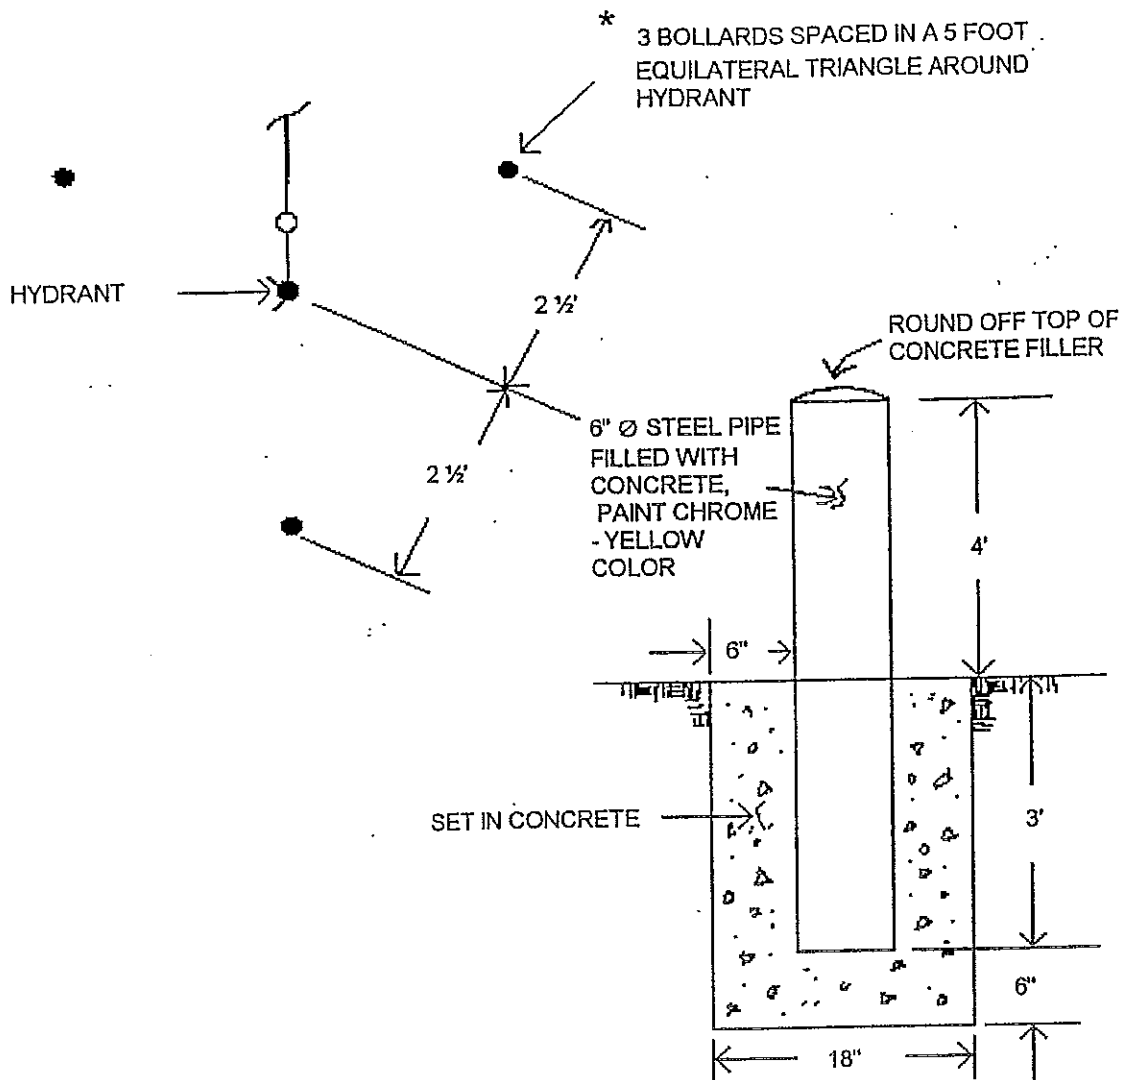 *
3 BOLLARDS SPACED IN A 5 FOOT
EQUILATERAL TRIANGLE AROUND
HYDRANT
HYDRANT
2 ½'
2 ½'
ROUND OFF TOP OF
CONCRETE FILLER
6" Ø STEEL PIPE
FILLED WITH
CONCRETE,
PAINT CHROME
- YELLOW
COLOR
4'
6"
SET IN CONCRETE
3'
6"
18"